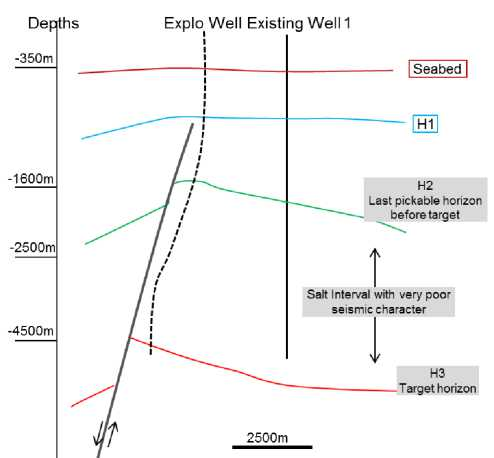 Depths
Explo Well Existing Well 1
-350m
Seabed
H1
-1600m
H2
Last pickable horizon
before target
-2500m
Salt Interval with very poor
seismic character
-4500m
H3
Target horizon
2500m